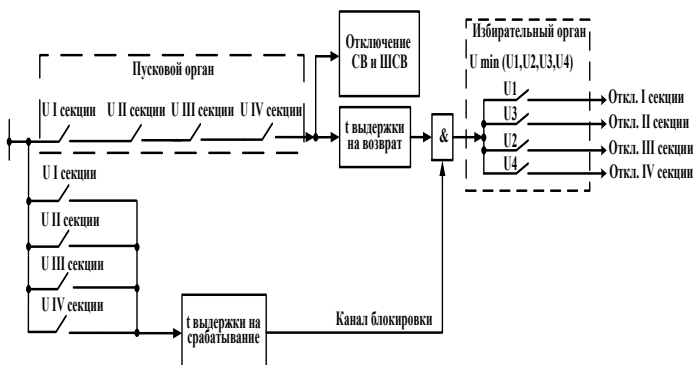 Пусковой орган
U I секции
U II секции
U III секции
U IV секции
Отключение
СВ и ШСВ
t выдержки
на возврат
&
Избирательный орган
U min (U1,U2,U3,U4)
U1
Откл. I секции
U3
Откл. II секции
U2
Откл. III секции
U4
Откл. IV секции
U I секции
U II секции
U III секции
U IV секции
t выдержки на
срабатывание
Канал блокировки